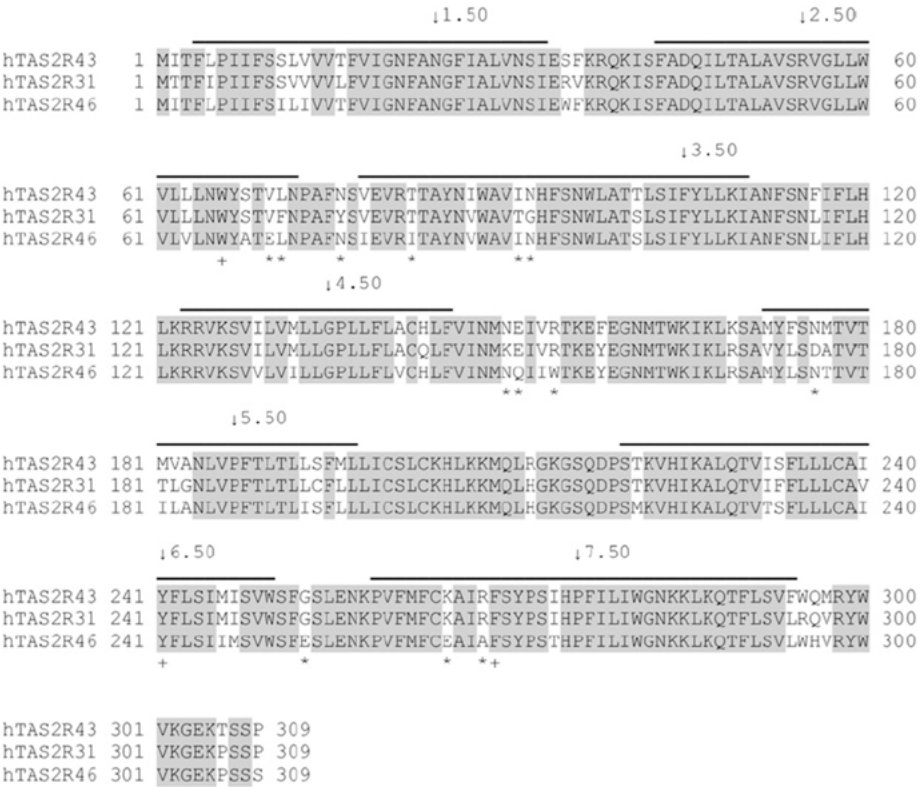 ↓1.50 ↓2.50
hTAS2R43 1 MITFLPIIFSSLVVVTFVIGNFANGFIALVNSIESFKRQKISFADQILTALAVSRVGLLW 60
hTAS2R31 1 MTTFIPIIFSSVVVVLFVIGNFANGFIALVNSIERVKRQKISFADQILTALAVSRVGLLW 60
hTAS2R46 1 MITFLPIIFSILIVVTFVIGNFANGFIALVNSIEWFKRQKISFADQILTALAVSRVGLLW 60
↓3.50
hTAS2R43 61 VLLLNWYSTVLNPAFNSVEVRTTAYNIWAVINHFSNWLATTLSIFYLLKIANFSNFIFLH 120
hTAS2R31 61 VLLLNWYSTVFNPAFYSVEVRTTAYNVWAVTGHFSNWLATSLSIFYLLKIANFSNLIFLH 120
hTAS2R46 61 VLVLNWYATELNPAFNSIEVRITAYNVWAVINHFSNWLATSLSIFYLLKIANFSNLIFLH 120
+ ** * * **
↓4.50
hTAS2R43 121 LKRRVKSVILVMLLGPLLFLACHLFVINMNEIVRTKEFEGNMTWKIKLKSAMYFSNMTVT 180
hTAS2R31 121 LKRRVKSVILVMLLGPLLFLACQLFVINMKEIVRTKEYEGNMTWKIKLRSAVYLSDATVT 180
hTAS2R46 121 LKRRVKSVVLVILLGPLLFLVCHLFVINMNQIIWTKEYEGNMTWKIKLRSAMYLSNTTVT 180
** * *
↓5.50
hTAS2R43 181 MVANLVPFTLTLLSFMLLICSLCKHLKKMQLRGKGSQDPSTKVHIKALQTVISFLLLCAI 240
hTAS2R31 181 TLGNLVPFTLTLLCFLLLICSLCKHLKKMQLHGKGSQDPSTKVHIKALQTVIFFLLLCAV 240
hTAS2R46 181 ILANLVPFTLTLISFLLLICSLCKHLKKMQLHGKGSQDPSMKVHIKALQTVTSFLLLCAI 240
↓6.50 ↓7.50
hTAS2R43 241 YFLSIMISVWSFGSLENKPVFMFCKAIRFSYPSIHPFILIWGNKKLKQTFLSVFWQMRYW 300
hTAS2R31 241 YFLSIMISVWSFGSLENKPVFMFCKAIRFSYPSIHPFILIWGNKKLKQTFLSVLRQVRYW 300
hTAS2R46 241 YFLSIIMSVWSFESLENKPVFMFCEAIAFSYPSTHPFILIWGNKKLKQTFLSVLWHVRYW 300
+ * * *+
hTAS2R43 301 VKGEKTSSP 309
hTAS2R31 301 VKGEKPSSP 309
hTAS2R46 301 VKGEKPSSS 309